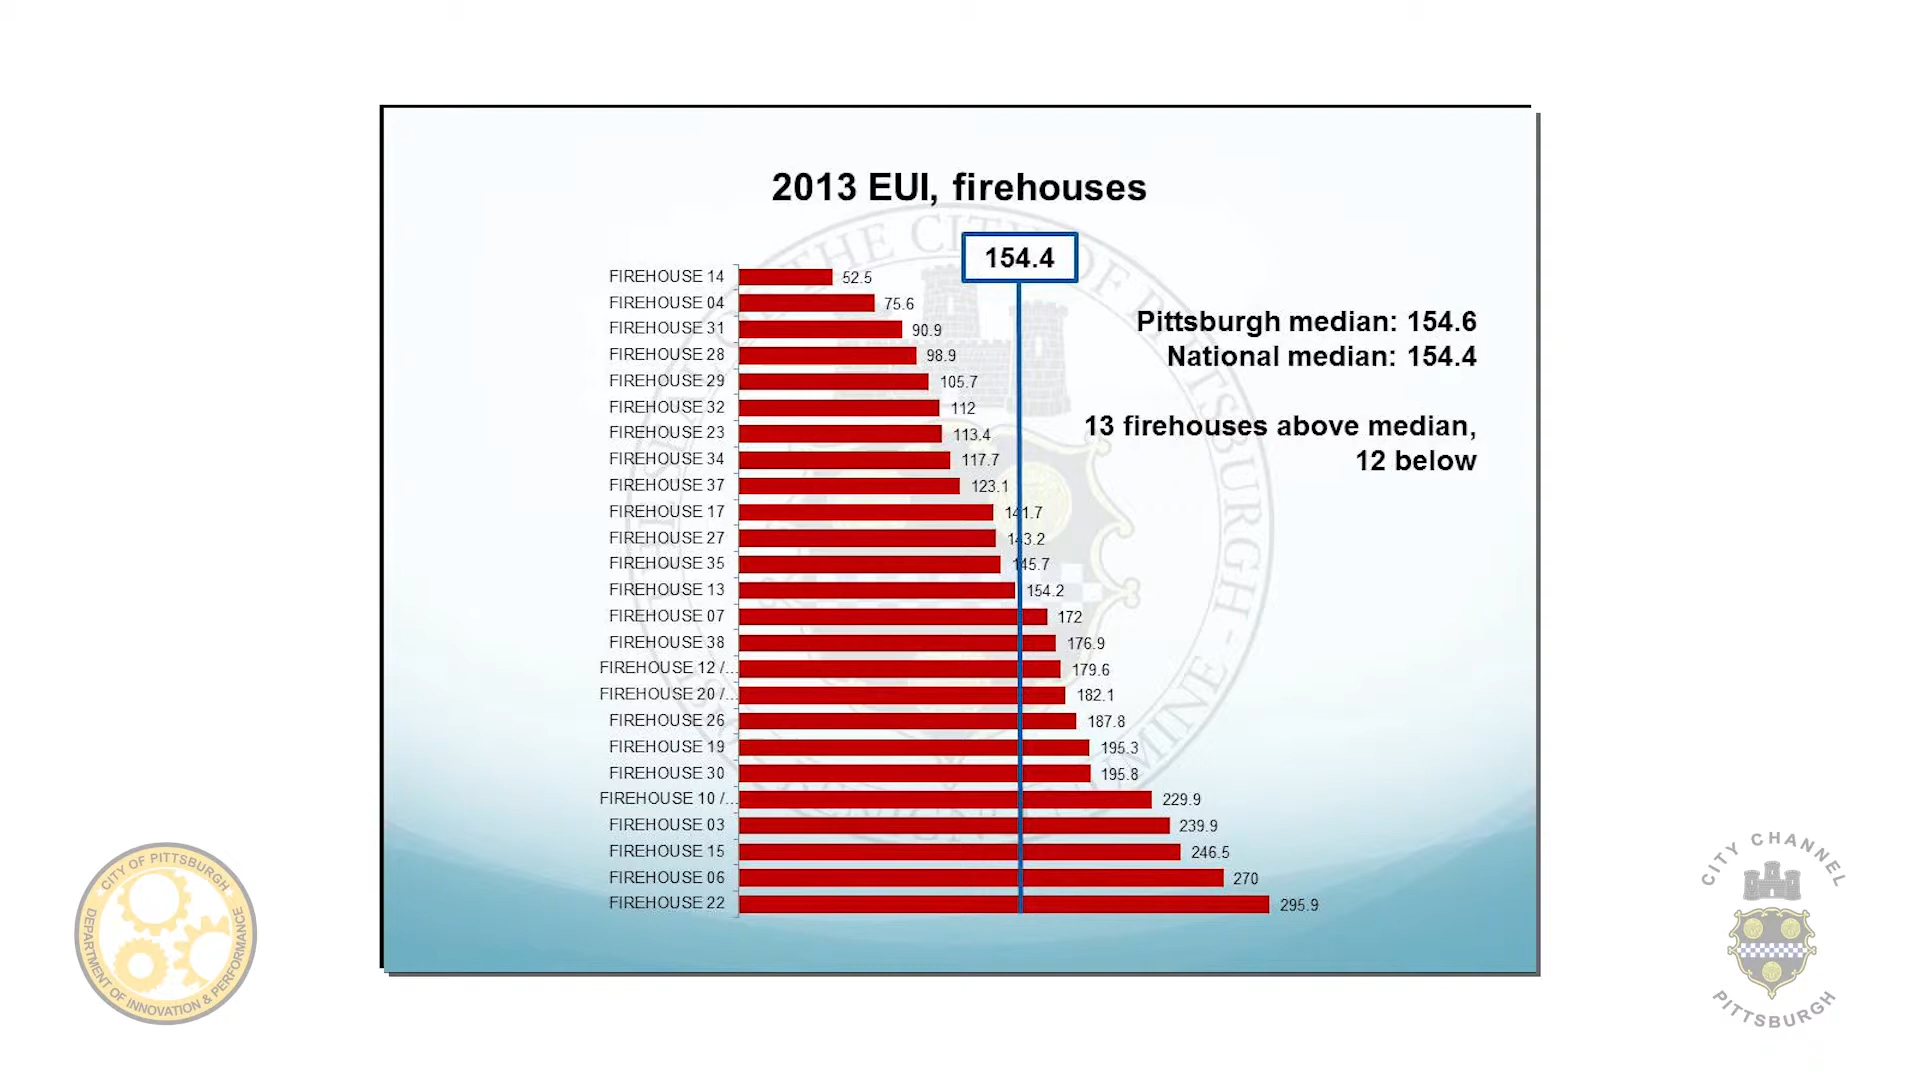 2013 EUI, firehouses
154.4
Pittsburgh median: 154.6
National median: 154.4
13 firehouses above median,
12 below
FIREHOUSE 14 52.5
FIREHOUSE 04 75.6
FIREHOUSE 31 90.9
FIREHOUSE 28 98.9
FIREHOUSE 29 105.7
FIREHOUSE 32 112
FIREHOUSE 23 113.4
FIREHOUSE 34 117.7
FIREHOUSE 37 123.1
FIREHOUSE 17 141.7
FIREHOUSE 27 143.2
FIREHOUSE 35 145.7
FIREHOUSE 13 154.2
FIREHOUSE 07 172
FIREHOUSE 38 176.9
FIREHOUSE 12 /... 179.6
FIREHOUSE 20 /... 182.1
FIREHOUSE 26 187.8
FIREHOUSE 19 195.3
FIREHOUSE 30 195.8
FIREHOUSE 10 /... 229.9
FIREHOUSE 03 239.9
FIREHOUSE 15 246.5
FIREHOUSE 06 270
FIREHOUSE 22 295.9
CITY OF PITTSBURGH
DEPARTMENT OF INNOVATION & PERFORMANCE
CITY CHANNEL
PITTSBURGH